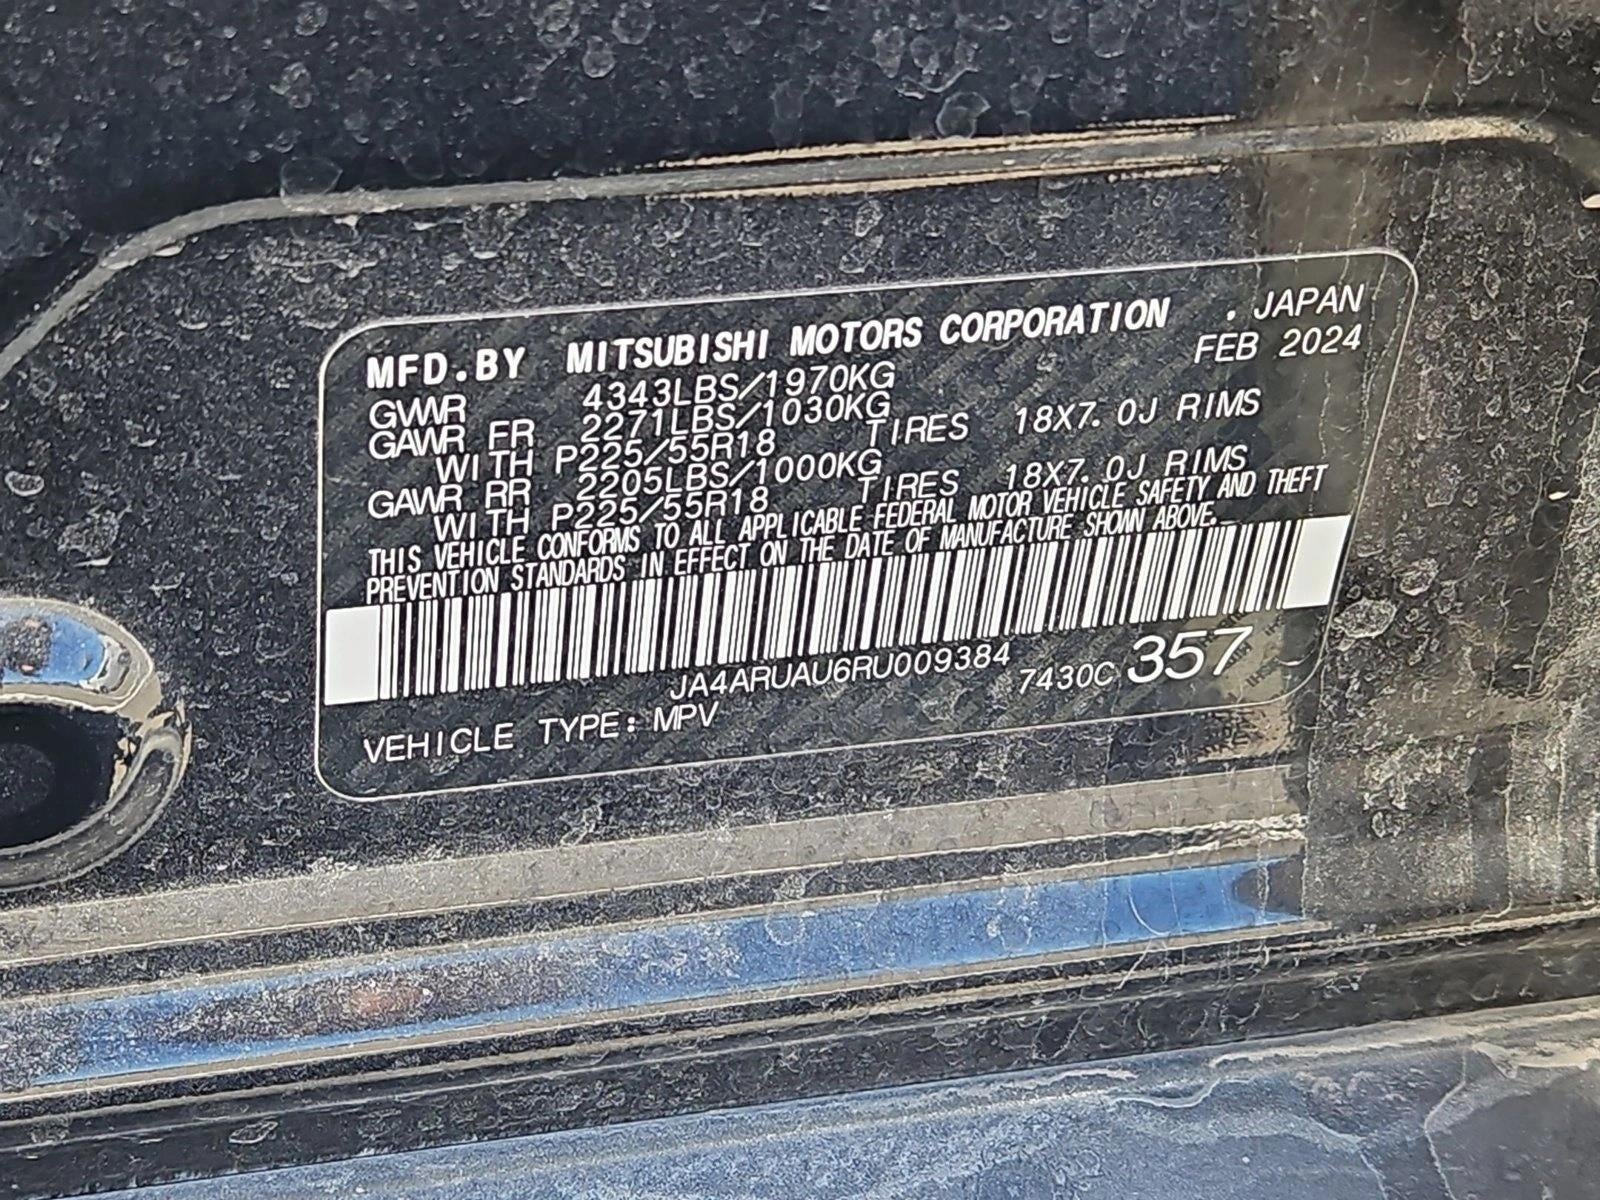 MFD.BY MITSUBISHI MOTORS CORPORATION . JAPAN
FEB 2024
GVWR 4343LBS/1970KG
GAWR FR 2271LBS/1030KG
WITH P225/55R18 TIRES 18X7.0J RIMS
GAWR RR 2205LBS/1000KG
WITH P225/55R18 TIRES 18X7.0J RIMS
THIS VEHICLE CONFORMS TO ALL APPLICABLE FEDERAL MOTOR VEHICLE SAFETY AND THEFT
PREVENTION STANDARDS IN EFFECT ON THE DATE OF MANUFACTURE SHOWN ABOVE.
JA4ARUAU6RU009384 7430C 357
VEHICLE TYPE: MPV